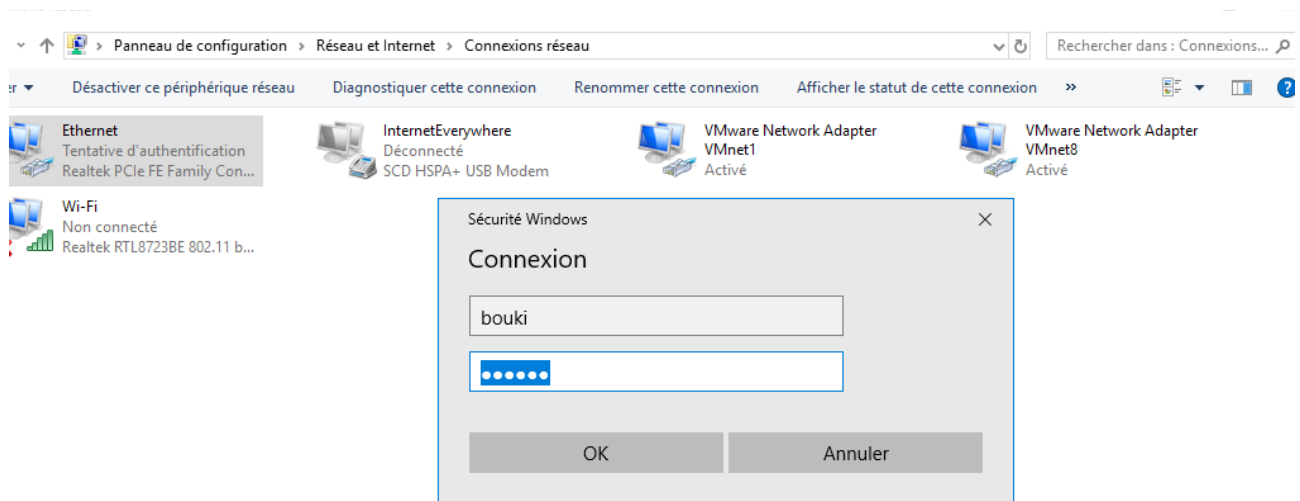 Panneau de configuration > Réseau et Internet > Connexions réseau
Rechercher dans : Connexions...
Désactiver ce périphérique réseau Diagnostiquer cette connexion Renommer cette connexion Afficher le statut de cette connexion »
Ethernet
Tentative d'authentification
Realtek PCIe FE Family Con...
InternetEverywhere
Déconnecté
SCD HSPA+ USB Modem
VMware Network Adapter
VMnet1
Activé
VMware Network Adapter
VMnet8
Activé
Wi-Fi
Non connecté
Realtek RTL8723BE 802.11 b...
Sécurité Windows
Connexion
bouki
••••••
OK
Annuler